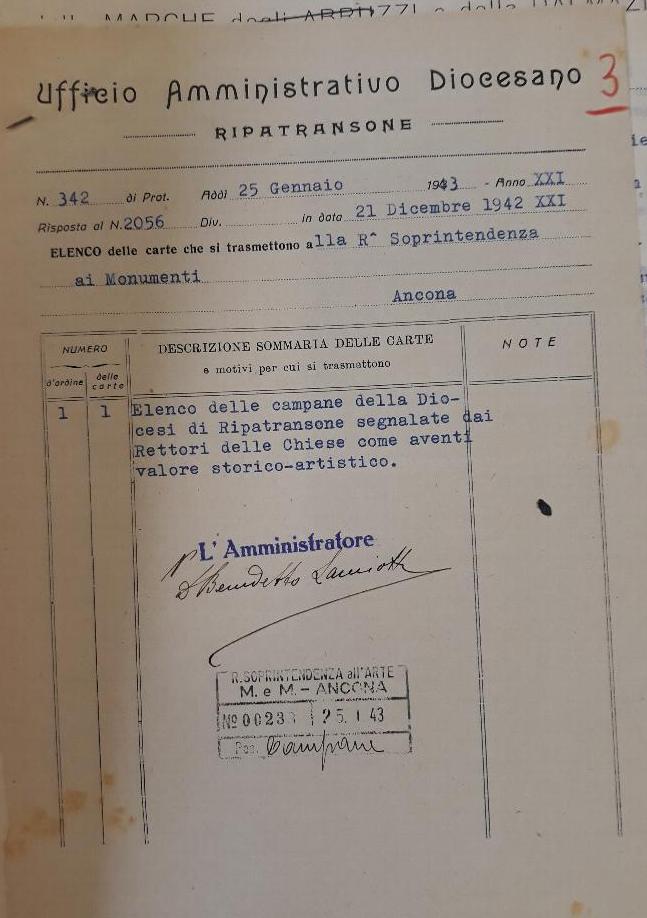 Ufficio Amministrativo Diocesano
3
RIPATRANSONE
N. 342 di Prot. Addì 25 Gennaio 1943 - Anno XXI
Risposta al N. 2056 Div. in data 21 Dicembre 1942 XXI
ELENCO delle carte che si trasmettono alla R^ Soprintendenza
ai Monumenti
Ancona
NUMERO
d'ordine
delle carte
DESCRIZIONE SOMMARIA DELLE CARTE
e motivi per cui si trasmettono
NOTE
1 1 Elenco delle campane della Dio-
cesi di Ripatransone segnalate dai
Rettori delle Chiese come aventi
valore storico-artistico.
L' Amministratore
D Benedetto
R. SOPRINTENDENZA all'ARTE
M. e M. - ANCONA
25. 1 43
Pos. Campane